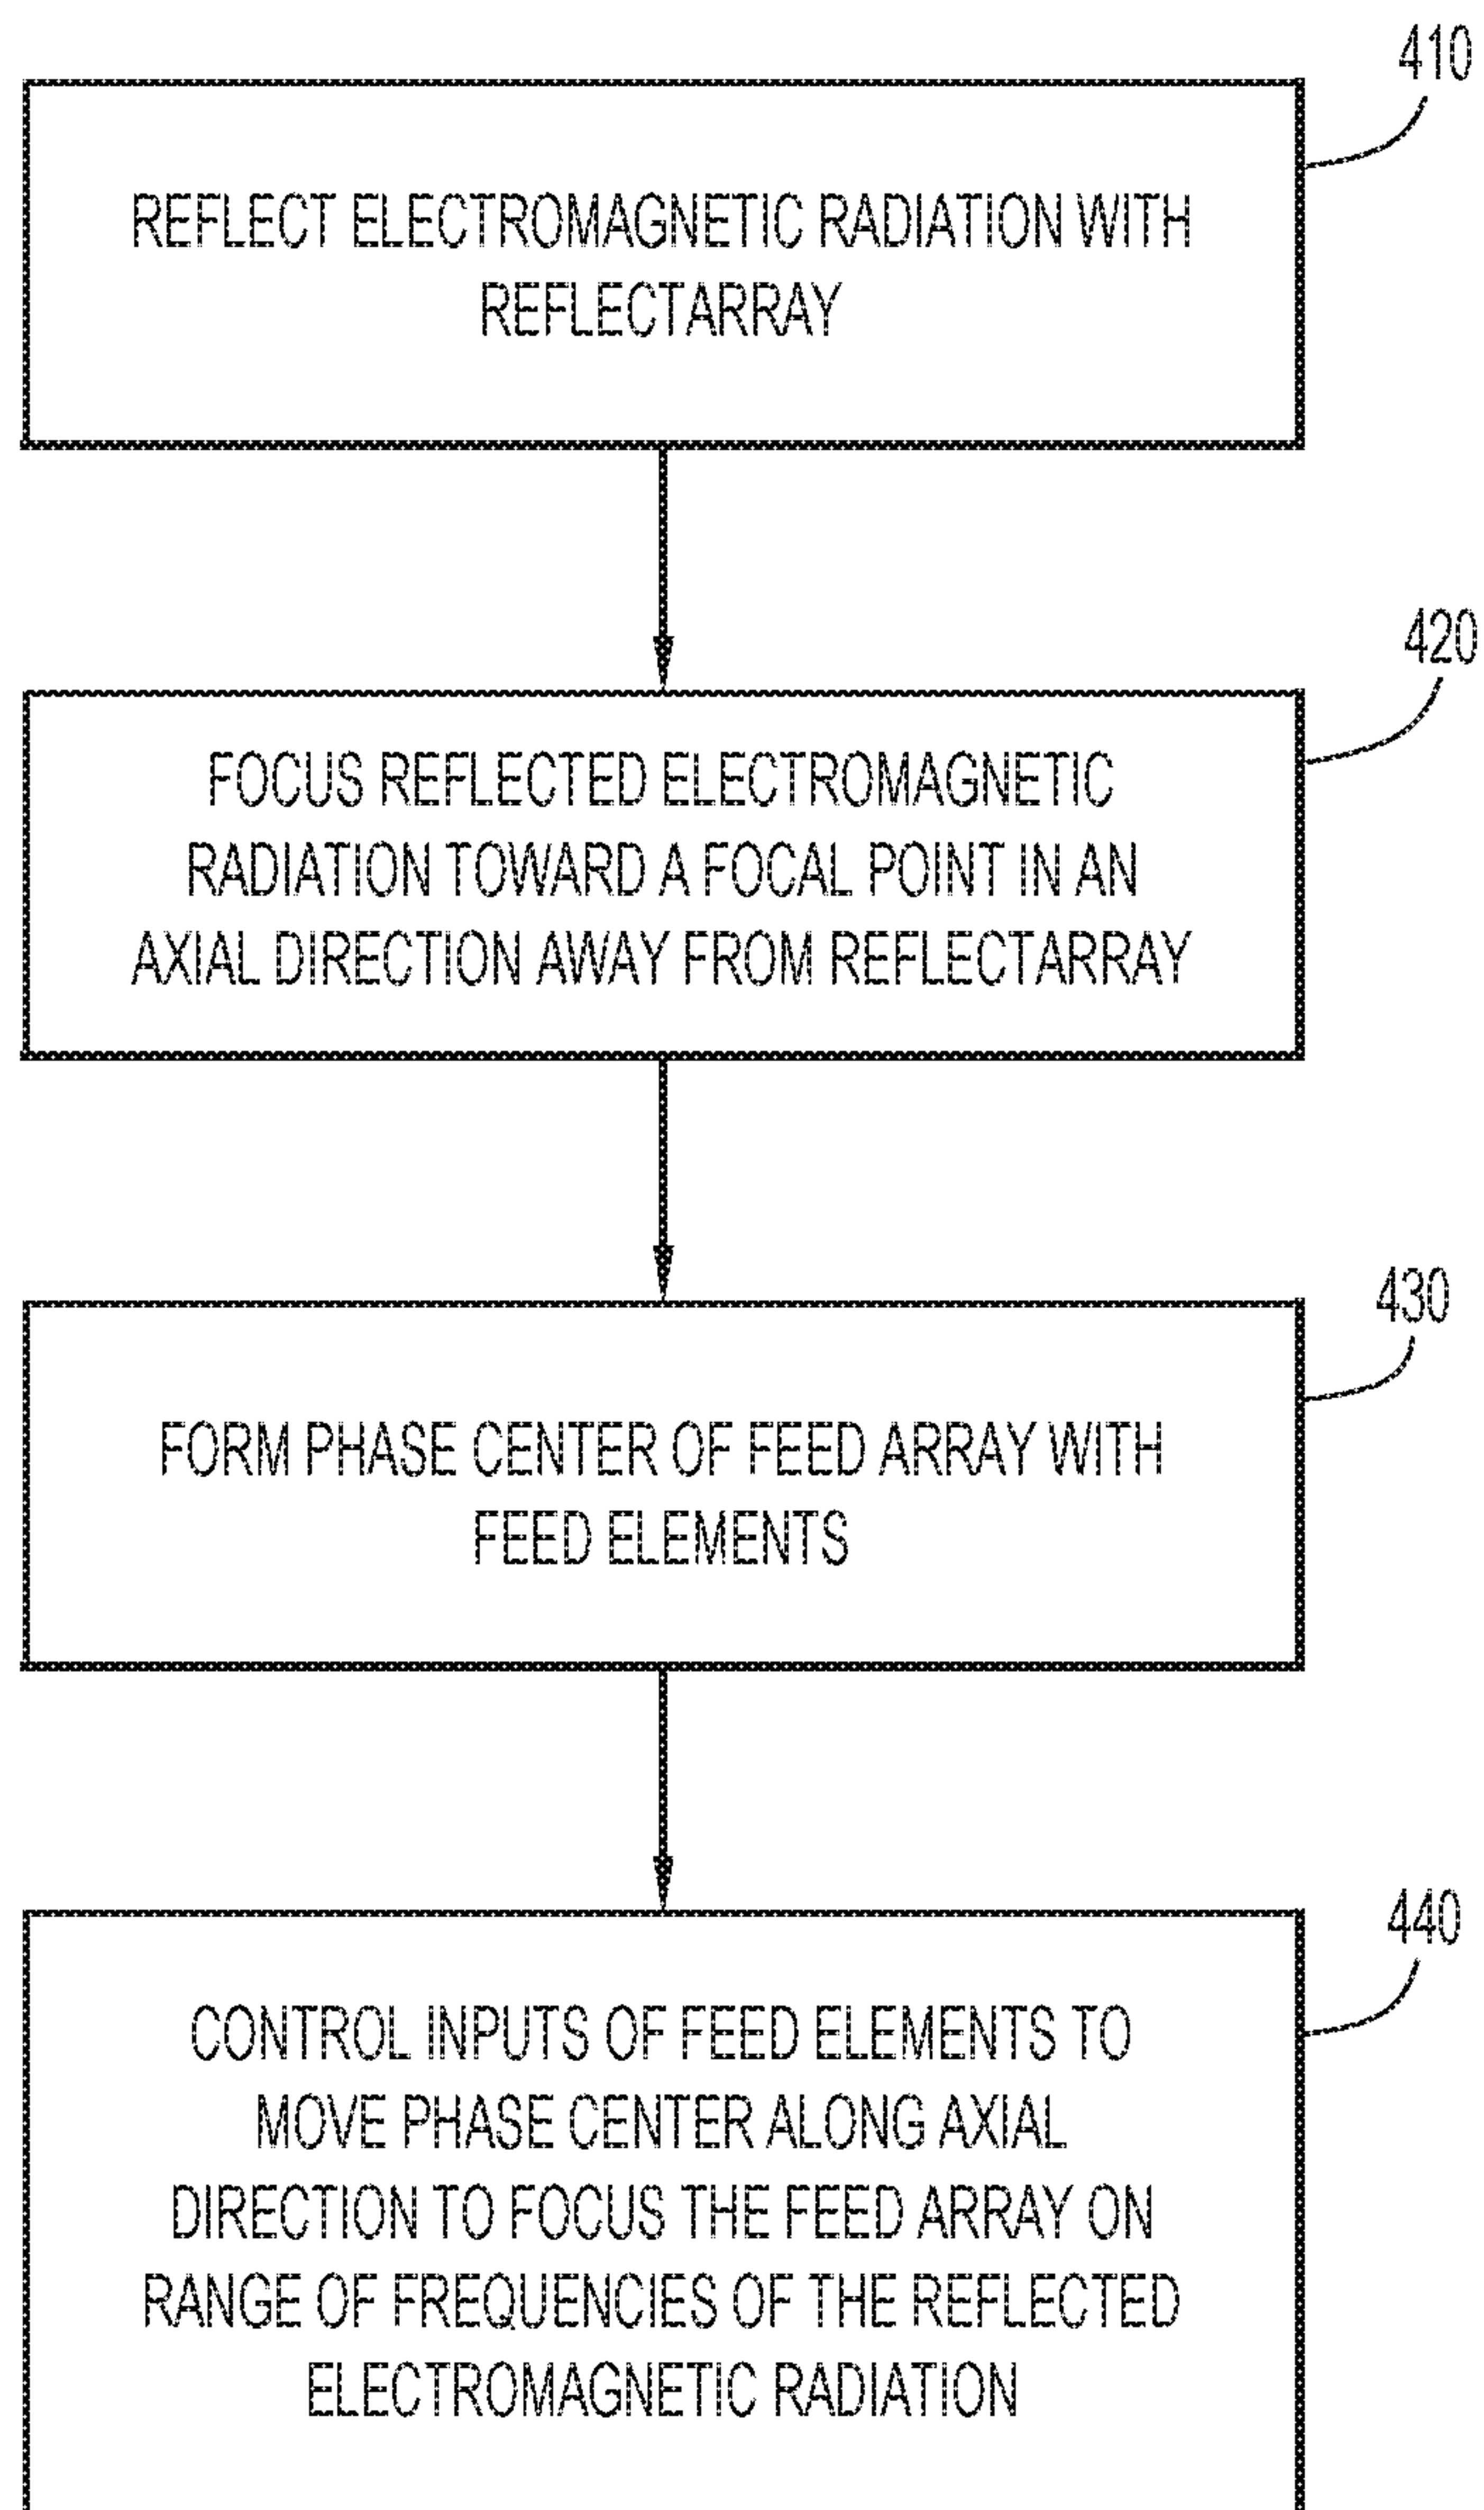 410
REFLECT ELECTROMAGNETIC RADIATION WITH
REFLECTARRAY
420
FOCUS REFLECTED ELECTROMAGNETIC
RADIATION TOWARD A FOCAL POINT IN AN
AXIAL DIRECTION AWAY FROM REFLECTARRAY
430
FORM PHASE CENTER OF FEED ARRAY WITH
FEED ELEMENTS
440
CONTROL INPUTS OF FEED ELEMENTS TO
MOVE PHASE CENTER ALONG AXIAL
DIRECTION TO FOCUS THE FEED ARRAY ON
RANGE OF FREQUENCIES OF THE REFLECTED
ELECTROMAGNETIC RADIATION